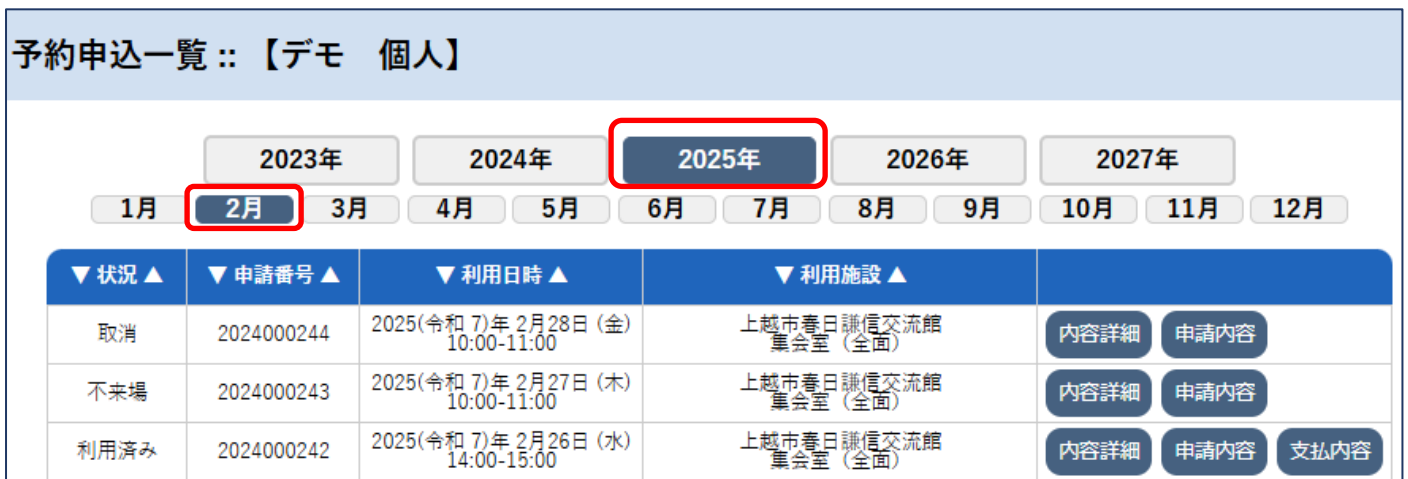 予約申込一覧 :: 【デモ　個人】
2023年 2024年 2025年 2026年 2027年
1月 2月 3月 4月 5月 6月 7月 8月 9月 10月 11月 12月
▼ 状況 ▲ ▼ 申請番号 ▲ ▼ 利用日時 ▲ ▼ 利用施設 ▲
取消 2024000244 2025(令和 7)年 2月28日 (金) 上越市春日謙信交流館 内容詳細 申請内容
10:00-11:00 集会室（全面）
不来場 2024000243 2025(令和 7)年 2月27日 (木) 上越市春日謙信交流館 内容詳細 申請内容
10:00-11:00 集会室（全面）
利用済み 2024000242 2025(令和 7)年 2月26日 (水) 上越市春日謙信交流館 内容詳細 申請内容 支払内容
14:00-15:00 集会室（全面）